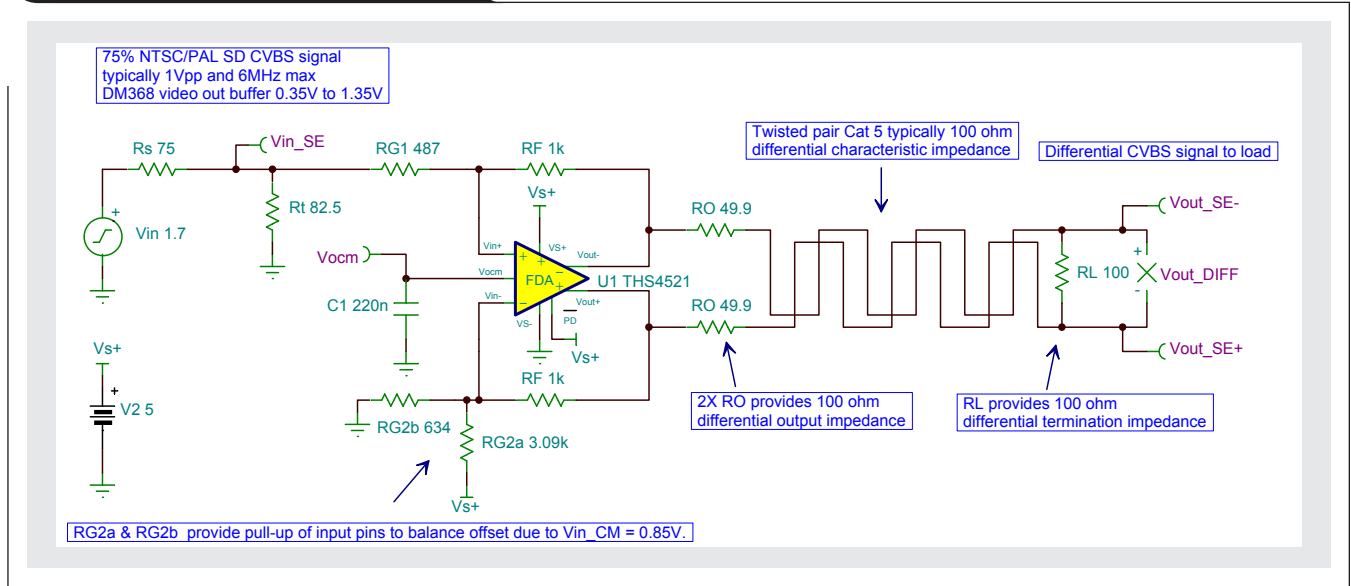 75% NTSC/PAL SD CVBS signal
typically 1Vpp and 6MHz max
DM368 video out buffer 0.35V to 1.35V
Twisted pair Cat 5 typically 100 ohm
differential characteristic impedance
Differential CVBS signal to load
Rs 75
Vin_SE
RG1 487
RF 1k
Vs+
Rt 82.5
Vin 1.7
Vocm
C1 220n
Vin+
Vocm
Vin-
VS+
Vout-
FDA
U1 THS4521
Vout+
PD
VS-
Vs+
RO 49.9
RO 49.9
Vout_SE-
+
RL 100
Vout_DIFF
-
Vout_SE+
Vs+
V2 5
RF 1k
RG2b 634
RG2a 3.09k
Vs+
2X RO provides 100 ohm
differential output impedance
RL provides 100 ohm
differential termination impedance
RG2a & RG2b provide pull-up of input pins to balance offset due to Vin_CM = 0.85V.